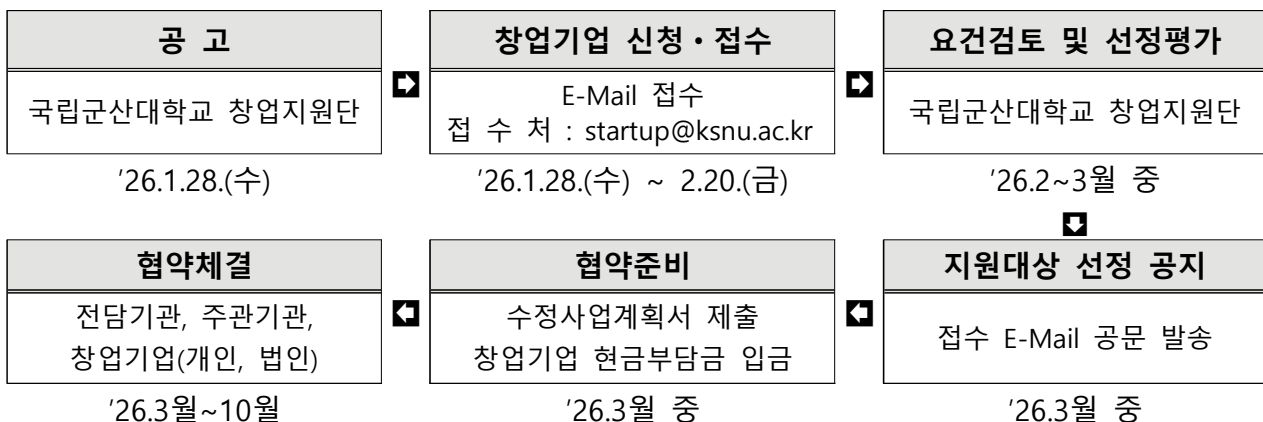 공 고
국립군산대학교 창업지원단
'26.1.28.(수)
창업기업 신청・접수
E-Mail 접수
접 수 처 : startup@ksnu.ac.kr
'26.1.28.(수) ~ 2.20.(금)
요건검토 및 선정평가
국립군산대학교 창업지원단
'26.2~3월 중
지원대상 선정 공지
접수 E-Mail 공문 발송
'26.3월 중
협약준비
수정사업계획서 제출
창업기업 현금부담금 입금
'26.3월 중
협약체결
전담기관, 주관기관,
창업기업(개인, 법인)
'26.3월~10월